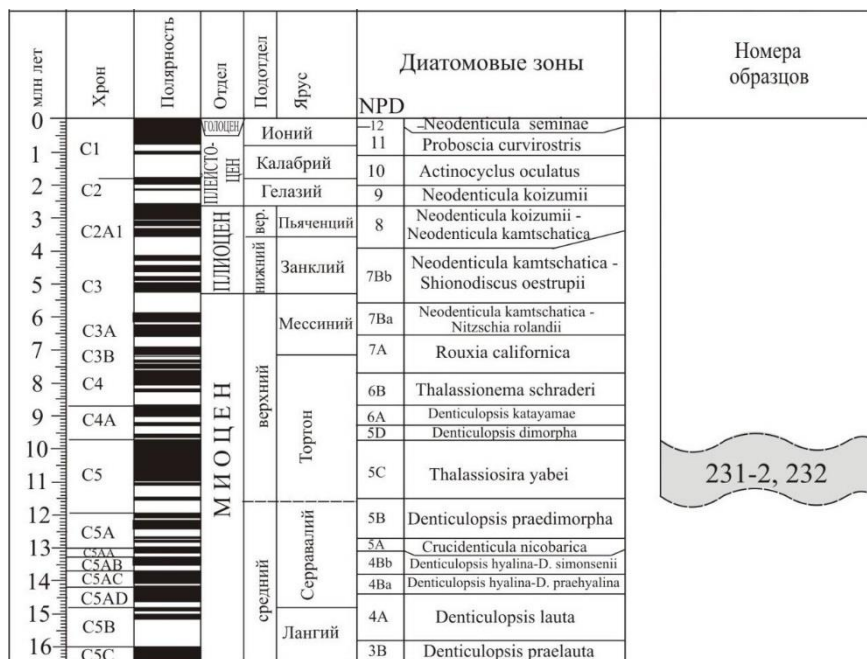 млн лет
Хрон
Полярность
Отдел
Подотдел
Ярус
Диатомовые зоны
NPD
Номера
образцов
0
1
2
3
4
5
6
7
8
9
10
11
12
13
14
15
16
C1
C2
C2A1
C3
C3A
C3B
C4
C4A
C5
C5A
C5AA
C5AB
C5AC
C5AD
C5B
C5C
ГОЛОЦЕН
ПЛЕЙСТО-
ЦЕН
ПЛИОЦЕН
МИОЦЕН
вер.
нижний
верхний
средний
Ионий
Калабрий
Гелазий
Пьяченций
Занклий
Мессиний
Тортон
Серравалий
Лангий
12 Neodenticula seminae
11 Proboscia curvirostris
10 Actinocyclus oculatus
9 Neodenticula koizumii
8 Neodenticula koizumii -
Neodenticula kamtschatica
7Bb Neodenticula kamtschatica -
Shionodiscus oestrupii
7Ba Neodenticula kamtschatica -
Nitzschia rolandii
7A Rouxia californica
6B Thalassionema schraderi
6A Denticulopsis katayamae
5D Denticulopsis dimorpha
5C Thalassiosira yabei
5B Denticulopsis praedimorpha
5A Crucidenticula nicobarica
4Bb Denticulopsis hyalina-D. simonsenii
4Ba Denticulopsis hyalina-D. praehyalina
4A Denticulopsis lauta
3B Denticulopsis praelauta
231-2, 232